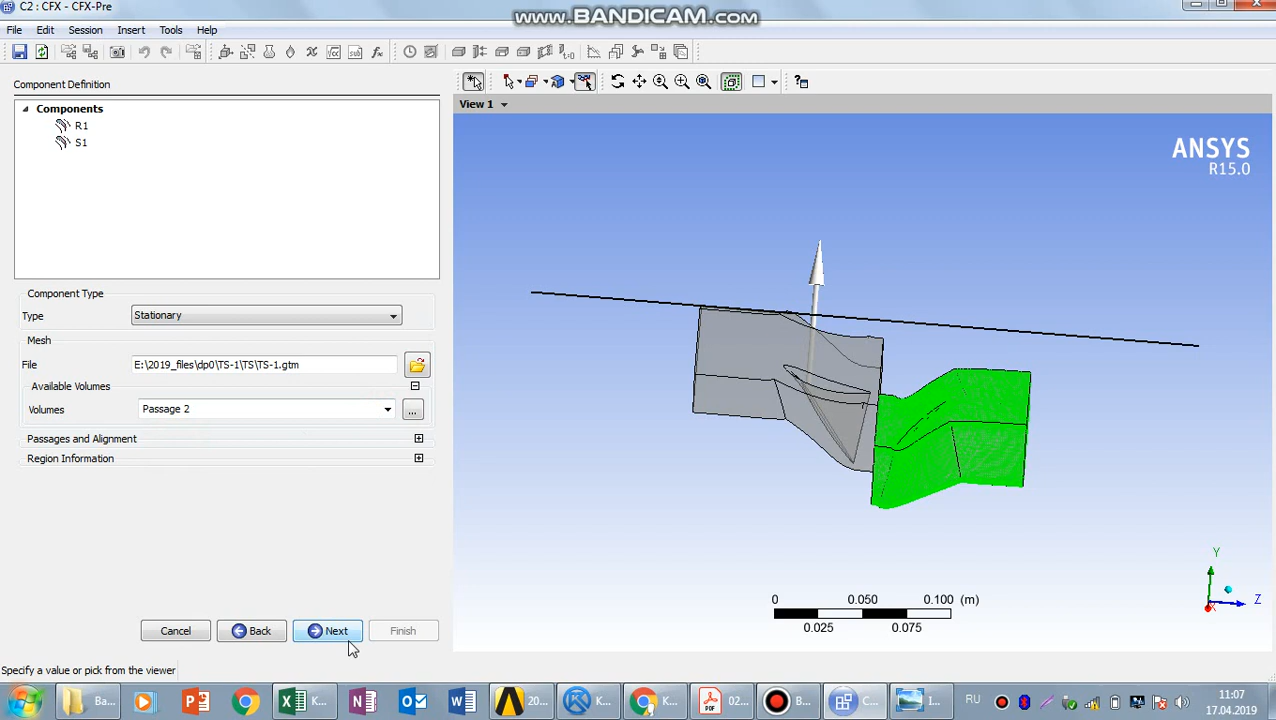 C2 : CFX - CFX-Pre
www.BANDICAM.com
File Edit Session Insert Tools Help
Component Definition
Components
R1
S1
Component Type
Type Stationary
Mesh
File E:\2019_files\dp0\TS-1\TS\TS-1.gtm
Available Volumes
Volumes Passage 2 ...
Passages and Alignment
Region Information
Cancel Back Next Finish
Specify a value or pick from the viewer
View 1
ANSYS
R15.0
Y
Z
X
0 0.050 0.100 (m)
0.025 0.075
Ba... K... 20... K... K... 02... B... C... I...
RU
11:07
17.04.2019